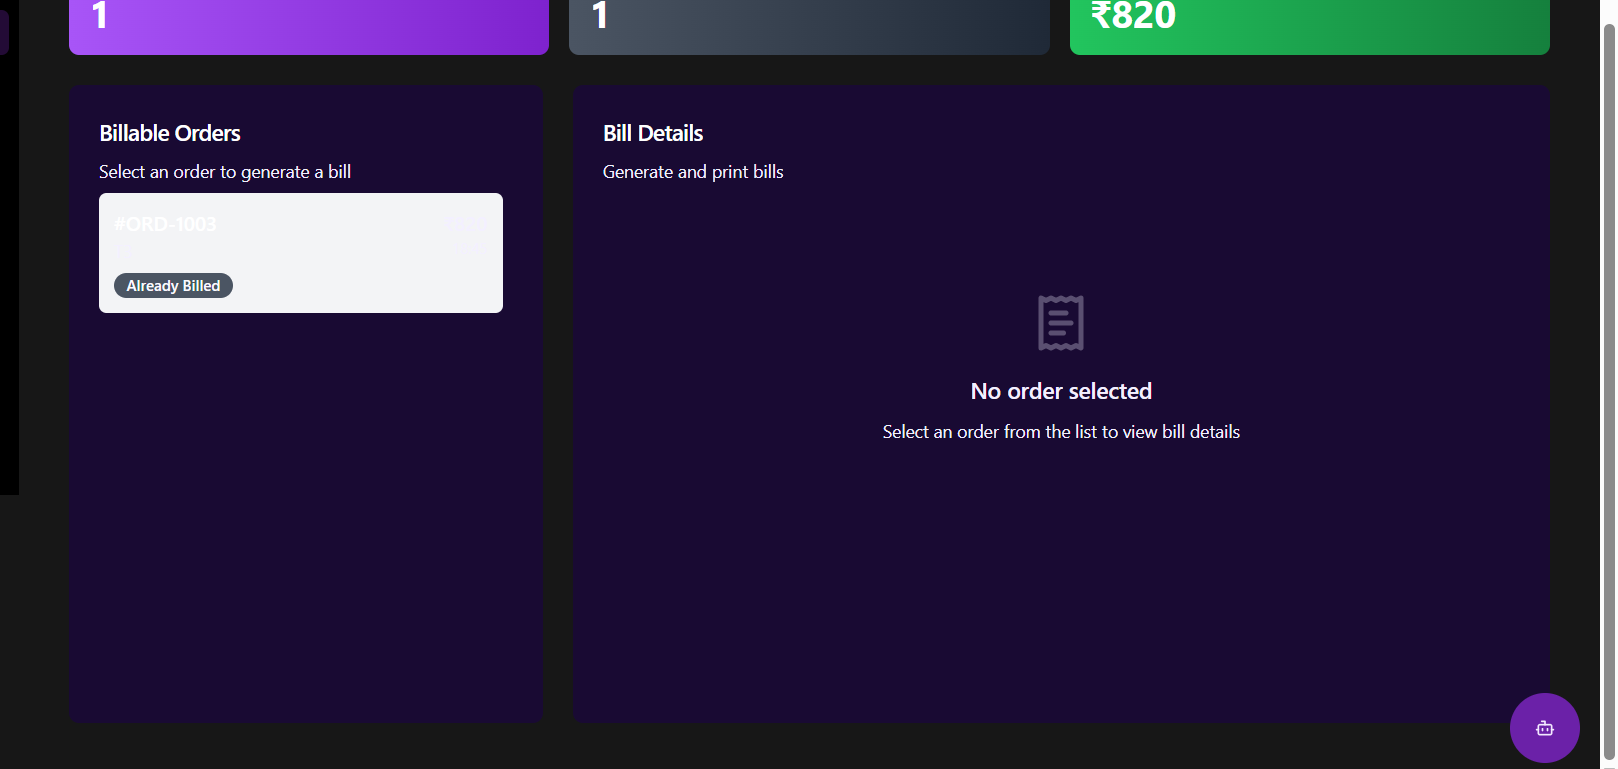 1
1
₹820
Billable Orders
Select an order to generate a bill
#ORD-1003
Already Billed
Bill Details
Generate and print bills
No order selected
Select an order from the list to view bill details